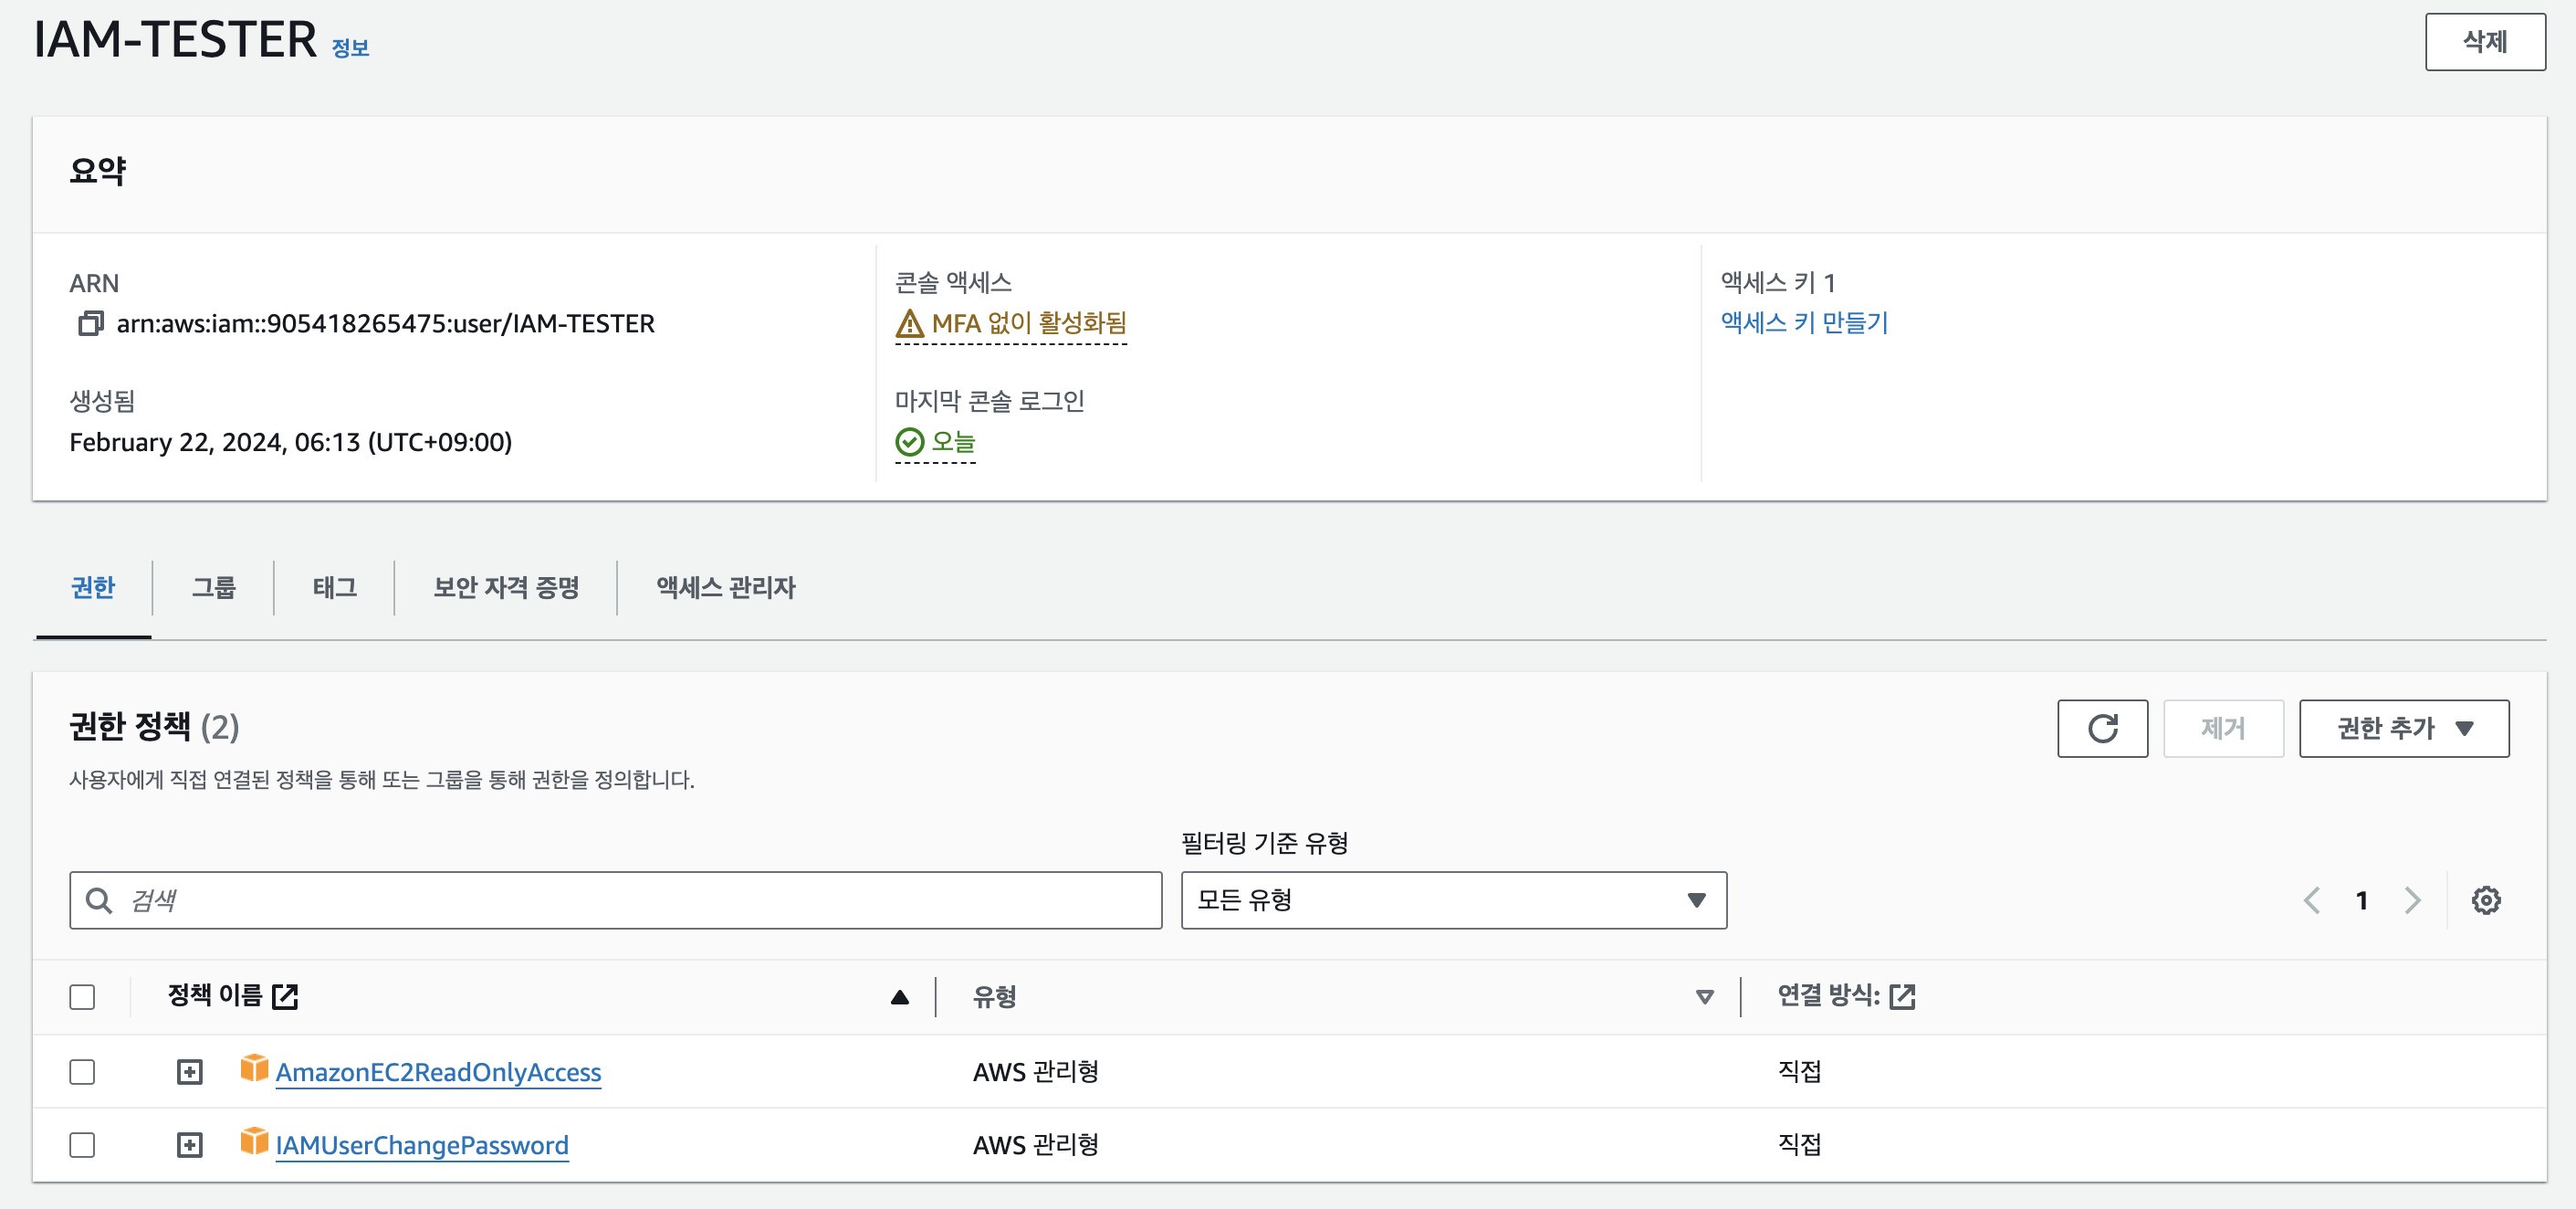 IAM-TESTER 정보
삭제
요약
ARN
arn:aws:iam::905418265475:user/IAM-TESTER
콘솔 액세스
MFA 없이 활성화됨
액세스 키 1
액세스 키 만들기
생성됨
February 22, 2024, 06:13 (UTC+09:00)
마지막 콘솔 로그인
오늘
권한 그룹 태그 보안 자격 증명 액세스 관리자
권한 정책 (2)
제거
권한 추가
사용자에게 직접 연결된 정책을 통해 또는 그룹을 통해 권한을 정의합니다.
필터링 기준 유형
검색
모든 유형
1
정책 이름 유형 연결 방식:
AmazonEC2ReadOnlyAccess AWS 관리형 직접
IAMUserChangePassword AWS 관리형 직접